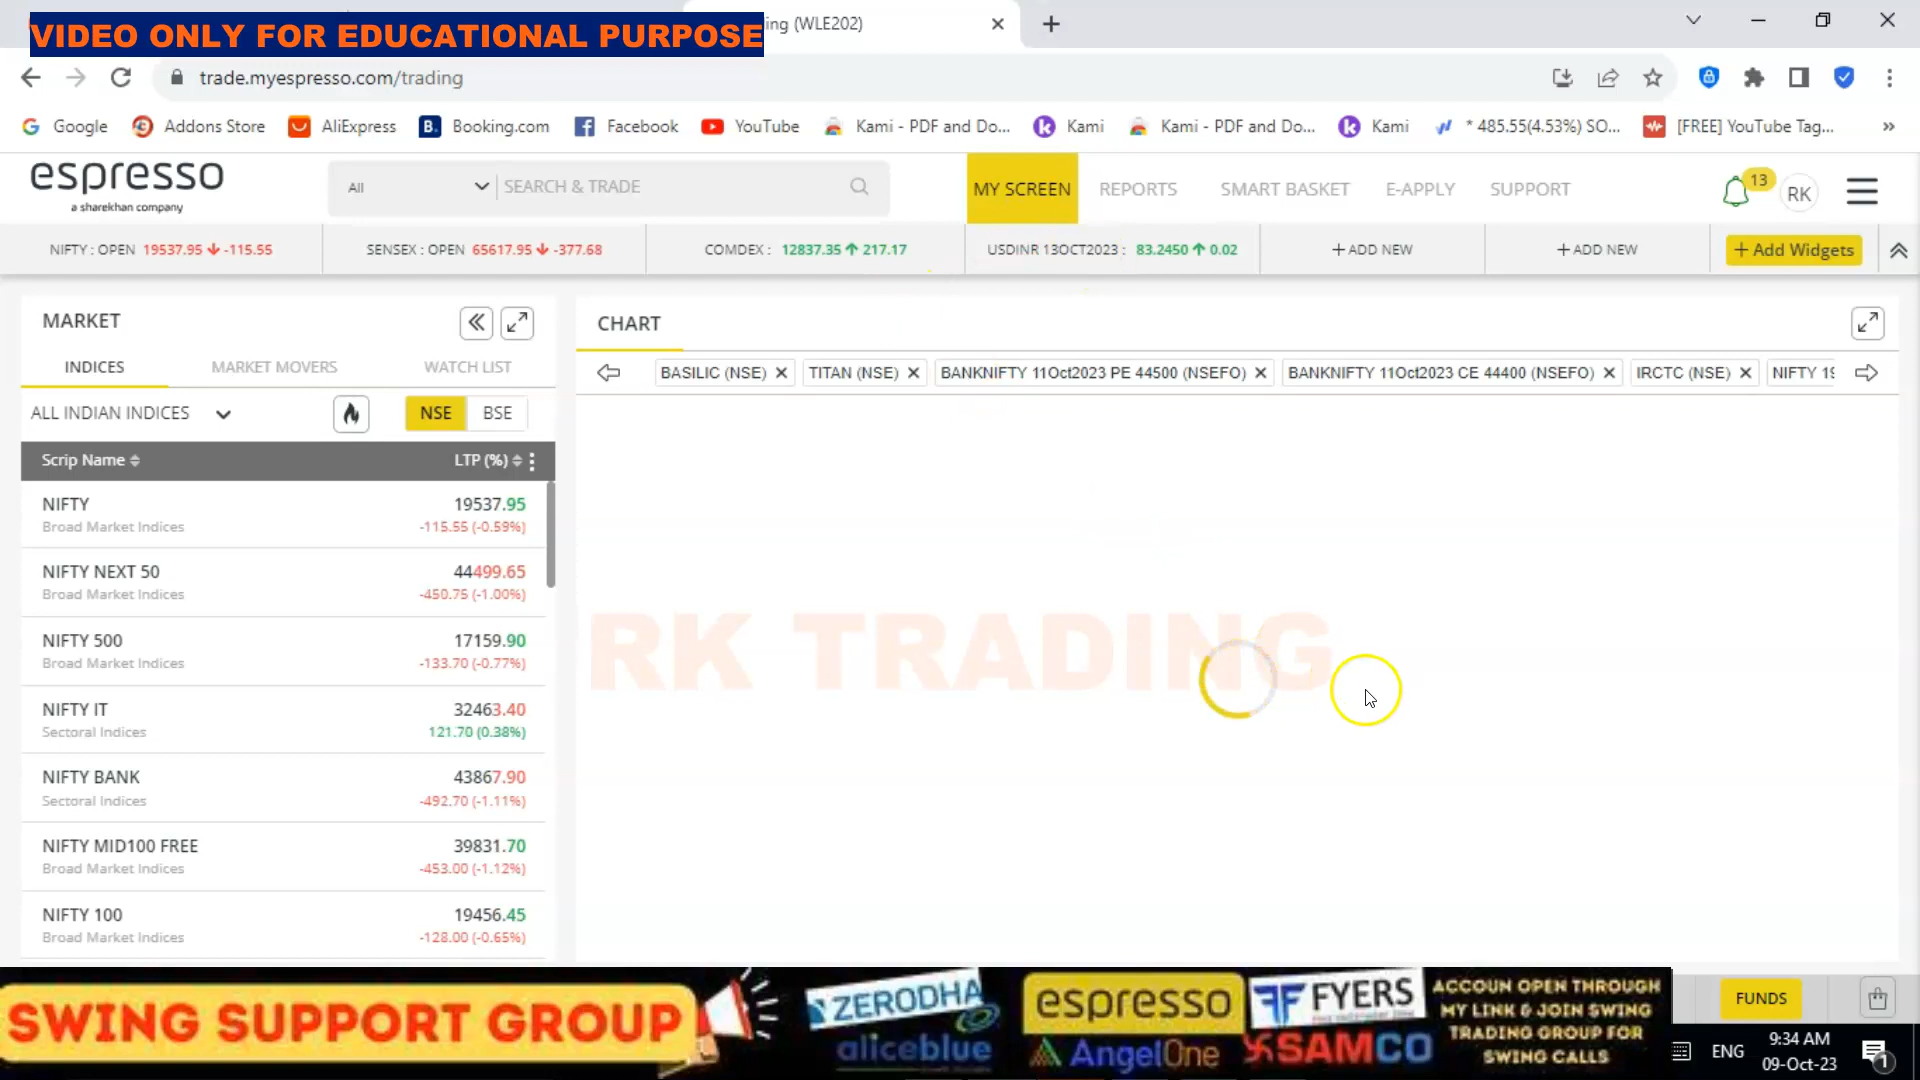 VIDEO ONLY FOR EDUCATIONAL PURPOSE
ing (WLE202)
trade.myespresso.com/trading
Google Addons Store AliExpress B. Booking.com Facebook YouTube Kami - PDF and Do... Kami Kami - PDF and Do... Kami * 485.55(4.53%) SO... [FREE] YouTube Tag... »
espresso
a sharekhan company
All SEARCH & TRADE
MY SCREEN REPORTS SMART BASKET E-APPLY SUPPORT 13 RK
NIFTY : OPEN 19537.95 -115.55 SENSEX : OPEN 65617.95 -377.68 COMDEX : 12837.35 217.17 USDINR 13OCT2023 : 83.2450 0.02 + ADD NEW + ADD NEW + Add Widgets
MARKET
INDICES MARKET MOVERS WATCH LIST
ALL INDIAN INDICES NSE BSE
Scrip Name LTP (%)
NIFTY 19537.95
Broad Market Indices -115.55 (-0.59%)
NIFTY NEXT 50 44499.65
Broad Market Indices -450.75 (-1.00%)
NIFTY 500 17159.90
Broad Market Indices -133.70 (-0.77%)
NIFTY IT 32463.40
Sectoral Indices 121.70 (0.38%)
NIFTY BANK 43867.90
Sectoral Indices -492.70 (-1.11%)
NIFTY MID100 FREE 39831.70
Broad Market Indices -453.00 (-1.12%)
NIFTY 100 19456.45
Broad Market Indices -128.00 (-0.65%)
CHART
BASILIC (NSE) TITAN (NSE) BANKNIFTY 11Oct2023 PE 44500 (NSEFO) BANKNIFTY 11Oct2023 CE 44400 (NSEFO) IRCTC (NSE) NIFTY 19
RK TRADING
SWING SUPPORT GROUP
ZERODHA
aliceblue
espresso
AngelOne
FYERS
SAMCO
ACCOUN OPEN THROUGH
MY LINK & JOIN SWING
TRADING GROUP FOR
SWING CALLS
FUNDS
ENG
9:34 AM
09-Oct-23
1